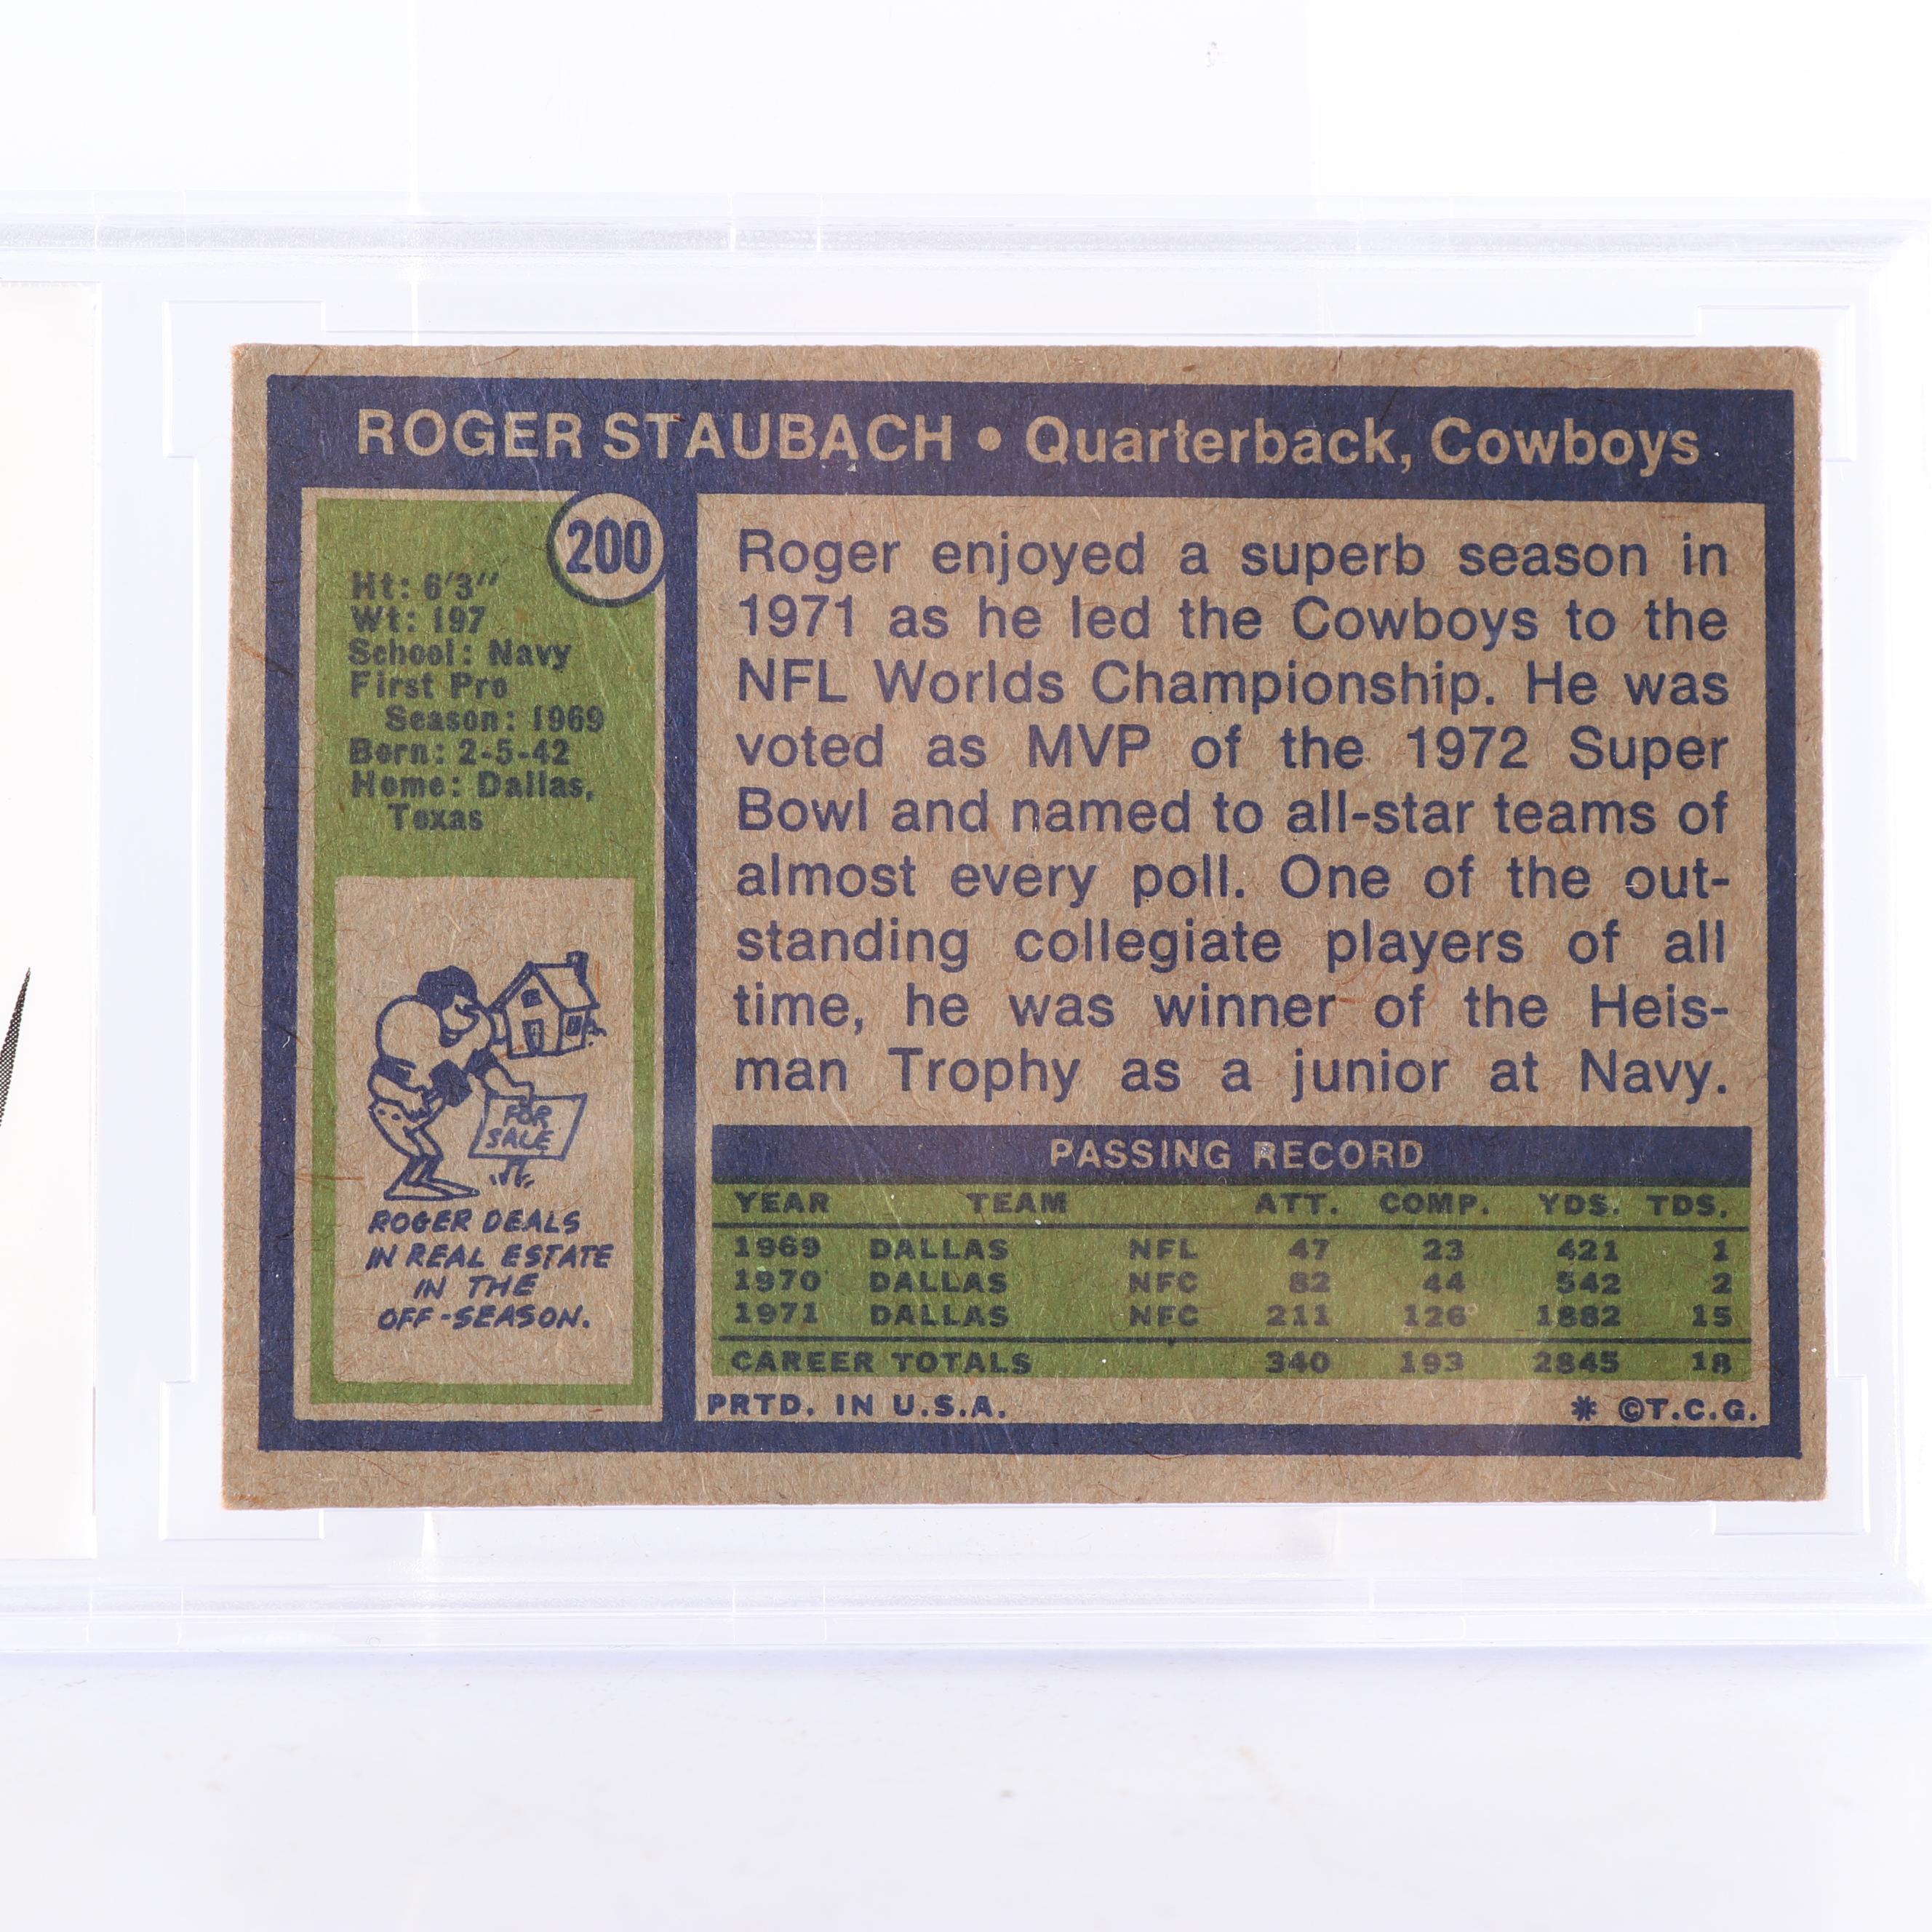 ROGER STAUBACH • Quarterback, Cowboys
200
Ht: 6'3"
Wt: 197
School: Navy
First Pro
Season: 1969
Born: 2-5-42
Home: Dallas,
Texas
FOR
SALE
ROGER DEALS
IN REAL ESTATE
IN THE
OFF-SEASON.
Roger enjoyed a superb season in
1971 as he led the Cowboys to the
NFL Worlds Championship. He was
voted as MVP of the 1972 Super
Bowl and named to all-star teams of
almost every poll. One of the out-
standing collegiate players of all
time, he was winner of the Heis-
man Trophy as a junior at Navy.
PASSING RECORD
YEAR TEAM ATT. COMP. YDS. TDS.
1969 DALLAS NFL 47 23 421 1
1970 DALLAS NFC 82 44 542 2
1971 DALLAS NFC 211 126 1882 15
CAREER TOTALS 340 193 2845 18
PRTD. IN U.S.A. * ©T.C.G.